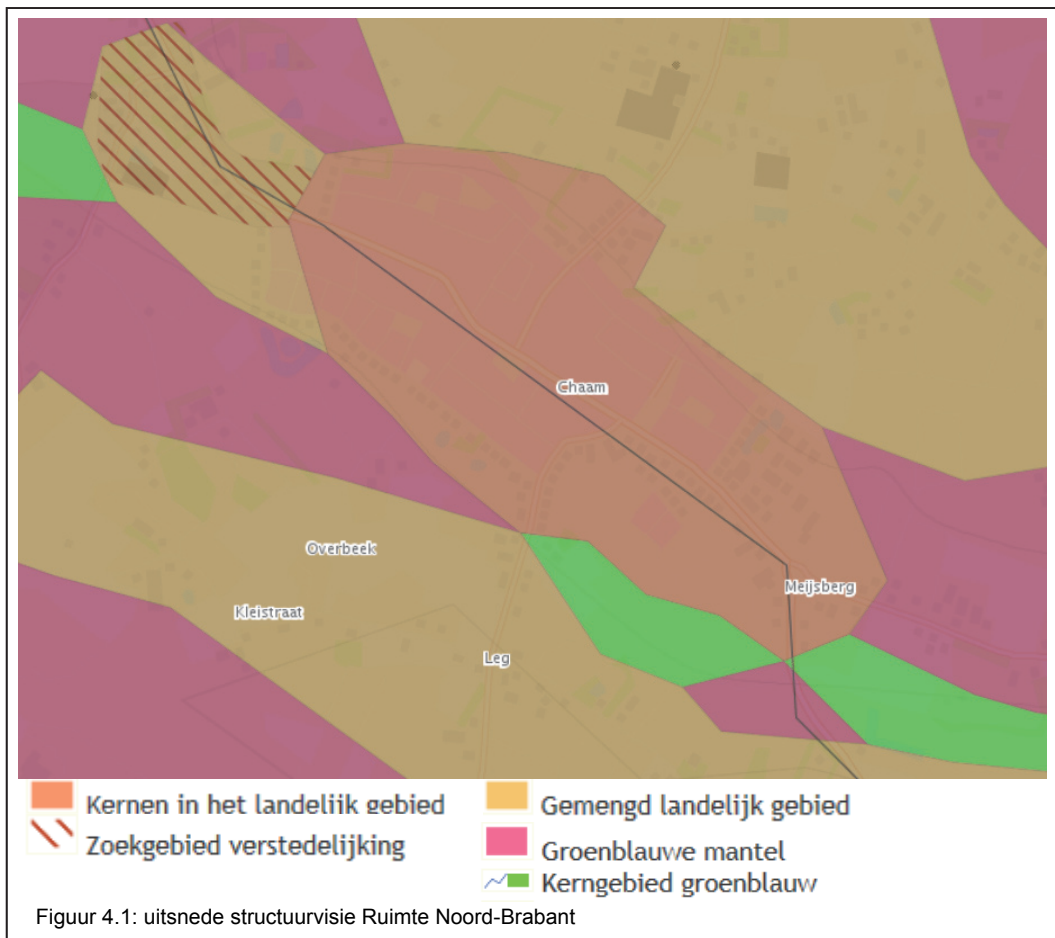 Chaam
Overbeek
Meijsberg
Kleistraat
Leg
Kernen in het landelijk gebied
Zoekgebied verstedelijking
Gemengd landelijk gebied
Groenblauwe mantel
Kerngebied groenblauw
Figuur 4.1: uitsnede structuurvisie Ruimte Noord-Brabant